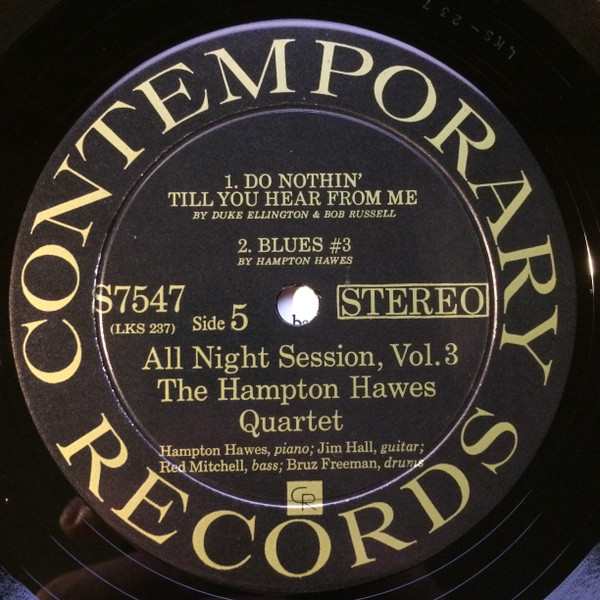 CONTEMPORARY
1. DO NOTHIN'
TILL YOU HEAR FROM ME
BY DUKE ELLINGTON & BOB RUSSELL
2. BLUES #3
BY HAMPTON HAWES
S7547
(LKS 237)
Side 5
STEREO
All Night Session, Vol. 3
The Hampton Hawes
Quartet
Hampton Hawes, piano; Jim Hall, guitar;
Red Mitchell, bass; Bruz Freeman, drums
CR
RECORDS
LKS-237